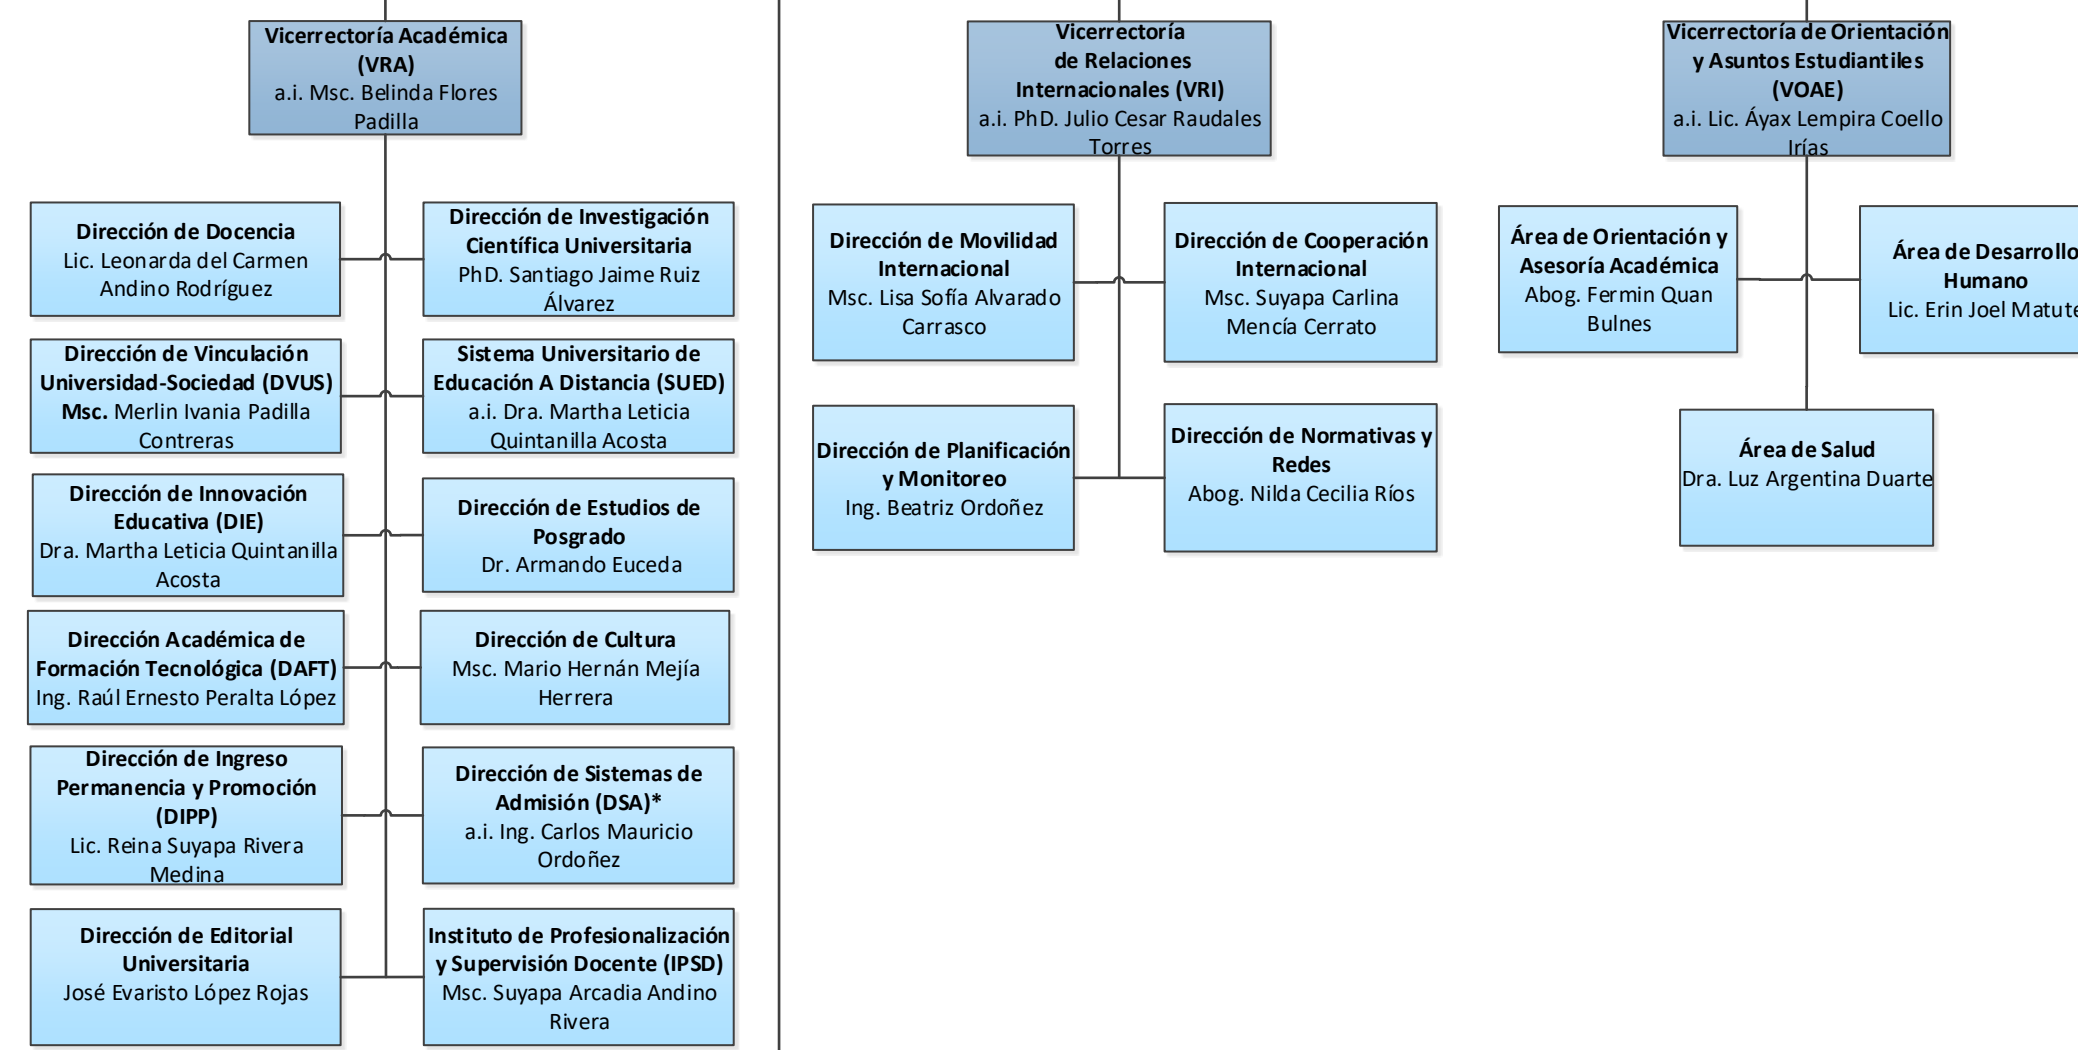 Vicerrectoría Académica
(VRA)
a.i. Msc. Belinda Flores
Padilla
Dirección de Docencia
Lic. Leonarda del Carmen
Andino Rodríguez
Dirección de Investigación
Científica Universitaria
PhD. Santiago Jaime Ruiz
Álvarez
Dirección de Vinculación
Universidad-Sociedad (DVUS)
Msc. Merlin Ivania Padilla
Contreras
Sistema Universitario de
Educación A Distancia (SUED)
a.i. Dra. Martha Leticia
Quintanilla Acosta
Dirección de Innovación
Educativa (DIE)
Dra. Martha Leticia Quintanilla
Acosta
Dirección de Estudios de
Posgrado
Dr. Armando Euceda
Dirección Académica de
Formación Tecnológica (DAFT)
Ing. Raúl Ernesto Peralta López
Dirección de Cultura
Msc. Mario Hernán Mejía
Herrera
Dirección de Ingreso
Permanencia y Promoción
(DIPP)
Lic. Reina Suyapa Rivera
Medina
Dirección de Sistemas de
Admisión (DSA)*
a.i. Ing. Carlos Mauricio
Ordoñez
Dirección de Editorial
Universitaria
José Evaristo López Rojas
Instituto de Profesionalización
y Supervisión Docente (IPSD)
Msc. Suyapa Arcadia Andino
Rivera
Vicerrectoría
de Relaciones
Internacionales (VRI)
a.i. PhD. Julio Cesar Raudales
Torres
Dirección de Movilidad
Internacional
Msc. Lisa Sofía Alvarado
Carrasco
Dirección de Cooperación
Internacional
Msc. Suyapa Carlina
Mencía Cerrato
Dirección de Planificación
y Monitoreo
Ing. Beatriz Ordoñez
Dirección de Normativas y
Redes
Abog. Nilda Cecilia Ríos
Vicerrectoría de Orientación
y Asuntos Estudiantiles
(VOAE)
a.i. Lic. Áyax Lempira Coello
Irías
Área de Orientación y
Asesoría Académica
Abog. Fermin Quan
Bulnes
Área de Desarrollo
Humano
Lic. Erin Joel Matute
Área de Salud
Dra. Luz Argentina Duarte